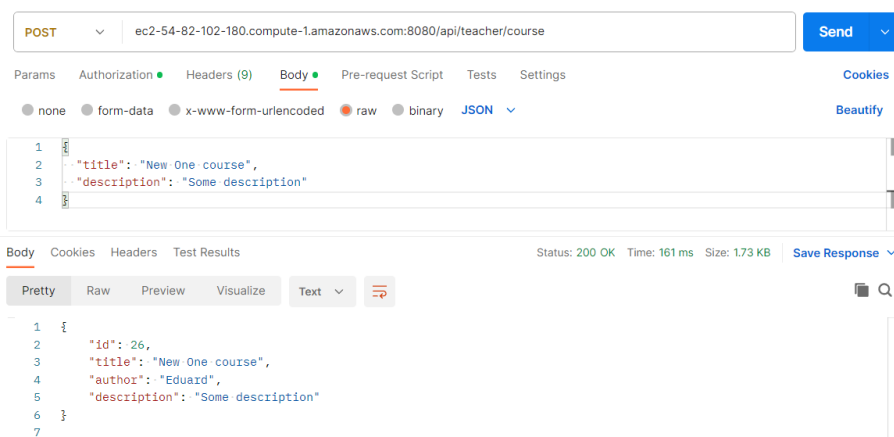 POST ec2-54-82-102-180.compute-1.amazonaws.com:8080/api/teacher/course Send
Params Authorization Headers (9) Body Pre-request Script Tests Settings Cookies
none form-data x-www-form-urlencoded raw binary JSON Beautify
1 {
2 "title": "New One course",
3 "description": "Some description"
4 }
Body Cookies Headers Test Results Status: 200 OK Time: 161 ms Size: 1.73 KB Save Response
Pretty Raw Preview Visualize Text
1 {
2 "id": 26,
3 "title": "New One course",
4 "author": "Eduard",
5 "description": "Some description"
6 }
7